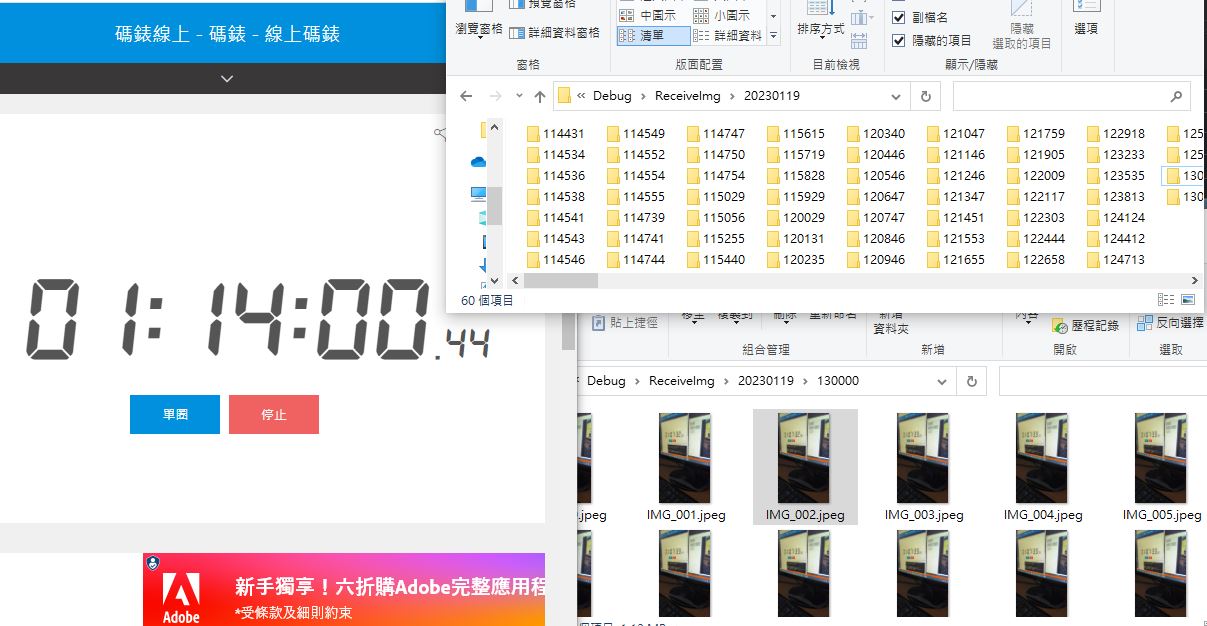 碼錶線上 - 碼錶 - 線上碼錶
01:14:00.44
單圈
停止
新手獨享！六折購Adobe完整應用程
*受條款及細則約束
Adobe
瀏覽窗格
預覽窗格
詳細資料窗格
窗格
中圖示
小圖示
清單
詳細資料
版面配置
排序方式
目前檢視
副檔名
隱藏的項目
隱藏
選取的項目
顯示/隱藏
選項
« Debug › ReceiveImg › 20230119
114431 114549 114747 115615 120340 121047 121759 122918 125
114534 114552 114750 115719 120446 121146 121905 123233 125
114536 114554 114754 115828 120546 121246 122009 123535 130
114538 114555 115029 115929 120647 121347 122117 123813 130
114541 114739 115056 120029 120747 121451 122303 124124
114543 114741 115255 120131 120846 121553 122444 124412
114546 114744 115440 120235 120946 121655 122658 124713
60 個項目
貼上捷徑
移至
複製到
刪除
重新命名
組合管理
新增
資料夾
新增
內容
歷程記錄
開啟
反向選擇
選取
Debug › ReceiveImg › 20230119 › 130000
.jpeg
IMG_001.jpeg
IMG_002.jpeg
IMG_003.jpeg
IMG_004.jpeg
IMG_005.jpeg